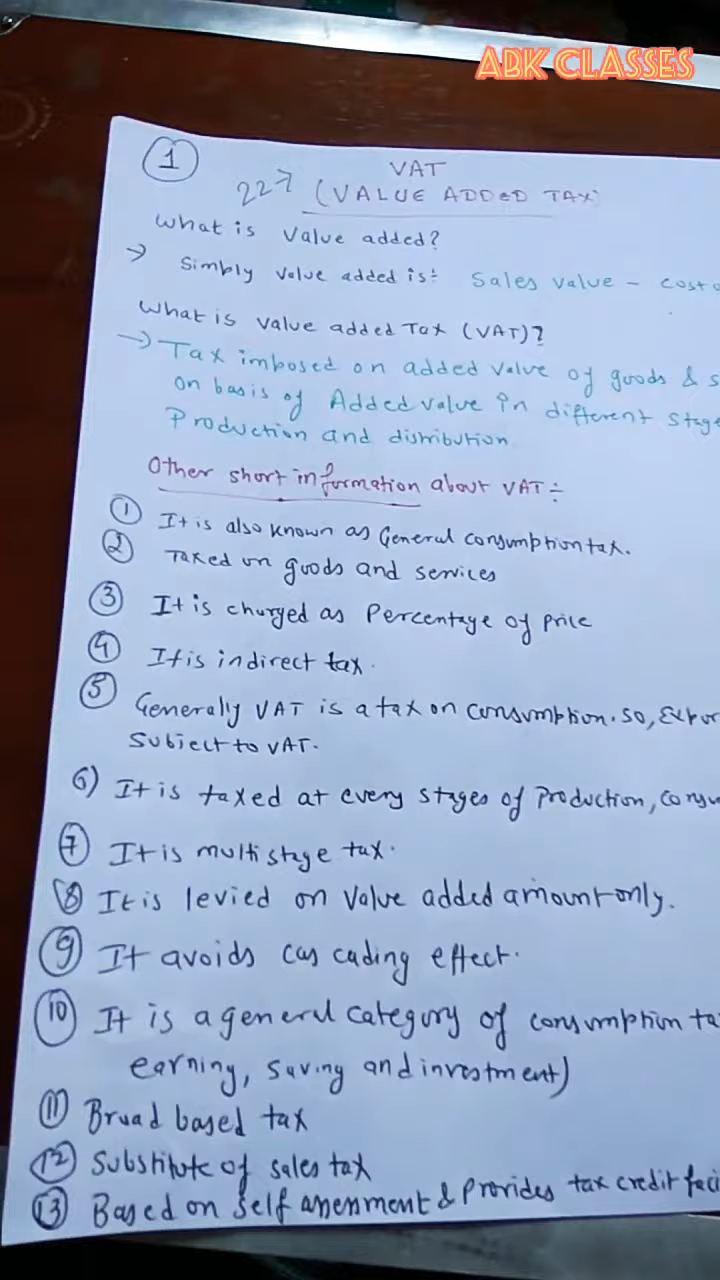 ABK CLASSES
1
VAT
227 (VALUE ADDED TAX)
What is Value added?
→ Simply value added is:- Sales value - cost o
What is value added Tax (VAT)?
→ Tax imbosed on added value of goods & s
on basis of Added value in different stage
Production and distribution
Other short information about VAT:-
1 It is also known as General consumption tax.
2 Taxed on goods and services
3 It is charged as Percentage of price
4 It is indirect tax.
5 Generally VAT is a tax on consumption. so, Expor
Subject to VAT.
6) It is taxed at every stages of Production, consu
7 It is multistage tax.
8 It is levied on Value added amount only.
9 It avoids cascading effect.
10 It is a general category of consumption ta
earning, saving and investment)
11 Broad based tax
12 Substitute of sales tax
13 Based on self assessment & Provides tax credit faci